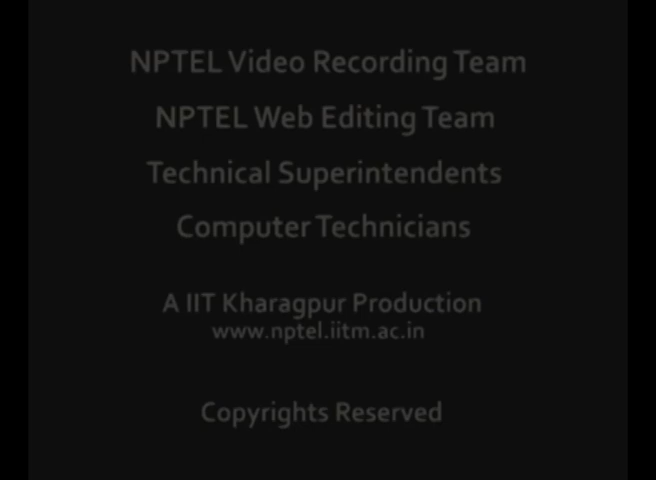 NPTEL Video Recording Team
NPTEL Web Editing Team
Technical Superintendents
Computer Technicians
A IIT Kharagpur Production
www.nptel.iitm.ac.in
Copyrights Reserved